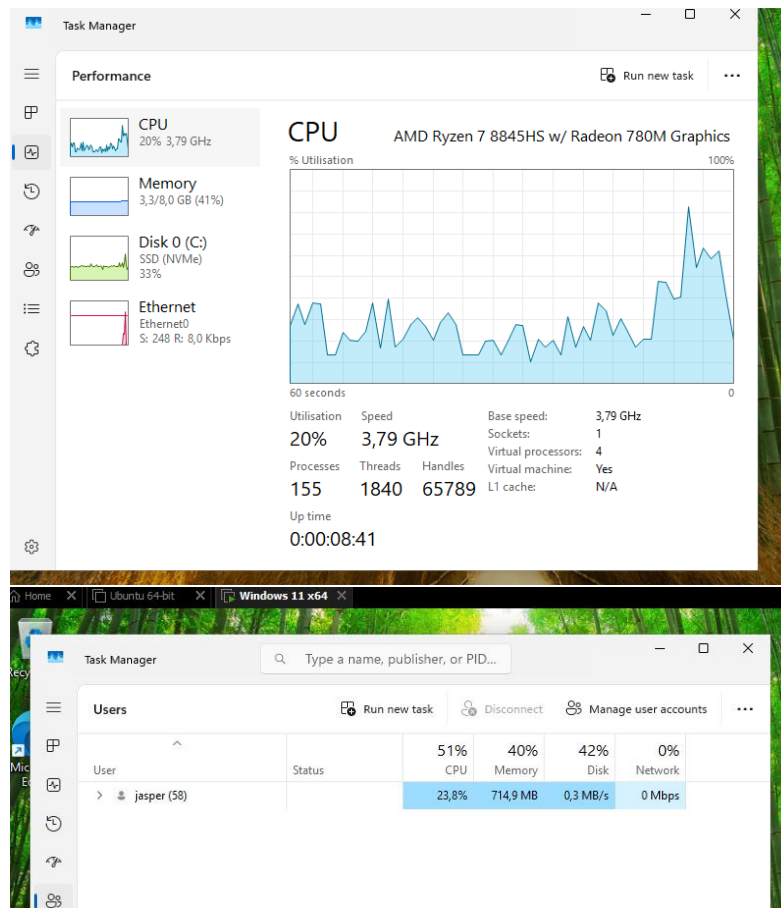 Task Manager
Performance
Run new task
CPU
20% 3,79 GHz
Memory
3,3/8,0 GB (41%)
Disk 0 (C:)
SSD (NVMe)
33%
Ethernet
Ethernet0
S: 248 R: 8,0 Kbps
CPU AMD Ryzen 7 8845HS w/ Radeon 780M Graphics
% Utilisation 100%
60 seconds 0
Utilisation Speed
20% 3,79 GHz
Processes Threads Handles
155 1840 65789
Up time
0:00:08:41
Base speed: 3,79 GHz
Sockets: 1
Virtual processors: 4
Virtual machine: Yes
L1 cache: N/A
Home Ubuntu 64-bit Windows 11 x64
Task Manager Type a name, publisher, or PID...
Users Run new task Disconnect Manage user accounts
51% 40% 42% 0%
User Status CPU Memory Disk Network
jasper (58) 23,8% 714,9 MB 0,3 MB/s 0 Mbps